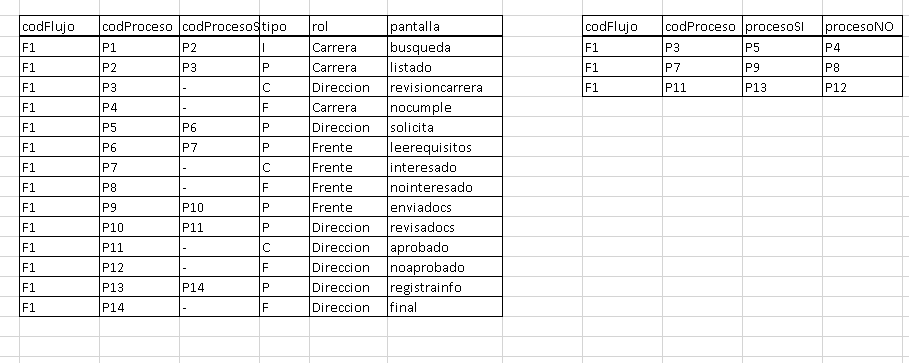 codFlujo codProceso codProcesoS tipo rol pantalla
F1 P1 P2 I Carrera busqueda
F1 P2 P3 P Carrera listado
F1 P3 - C Direccion revisioncarrera
F1 P4 - F Carrera nocumple
F1 P5 P6 P Direccion solicita
F1 P6 P7 P Frente leerequisitos
F1 P7 - C Frente interesado
F1 P8 - F Frente nointeresado
F1 P9 P10 P Frente enviadocs
F1 P10 P11 P Direccion revisadocs
F1 P11 - C Direccion aprobado
F1 P12 - F Direccion noaprobado
F1 P13 P14 P Direccion registrainfo
F1 P14 - F Direccion final
codFlujo codProceso procesoSI procesoNO
F1 P3 P5 P4
F1 P7 P9 P8
F1 P11 P13 P12